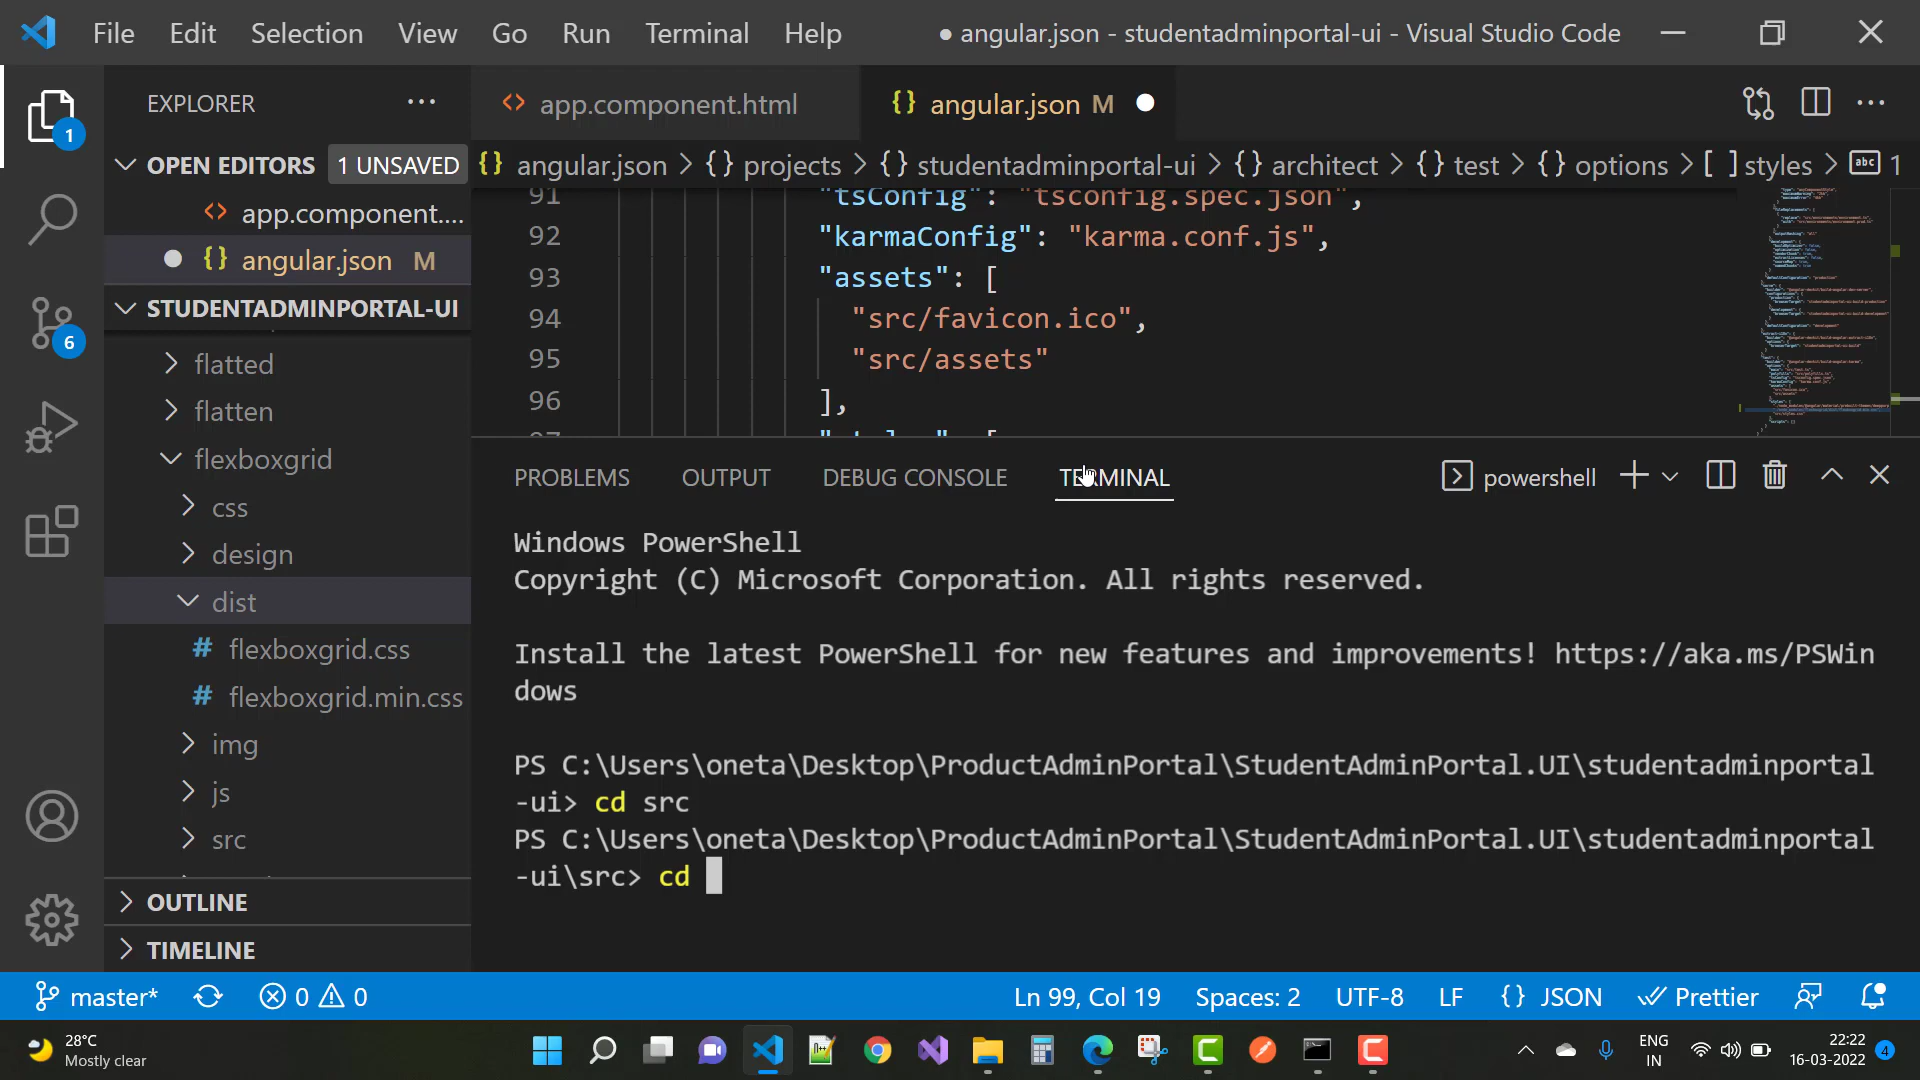 File Edit Selection View Go Run Terminal Help
● angular.json - studentadminportal-ui - Visual Studio Code
EXPLORER
OPEN EDITORS 1 UNSAVED
app.component....
{} angular.json M
STUDENTADMINPORTAL-UI
flatted
flatten
flexboxgrid
css
design
dist
# flexboxgrid.css
# flexboxgrid.min.css
img
js
src
OUTLINE
TIMELINE
1
6
app.component.html
{} angular.json M
{} angular.json > {} projects > {} studentadminportal-ui > {} architect > {} test > {} options > [ ] styles > abc 1
91 "tsConfig": "tsconfig.spec.json",
92 "karmaConfig": "karma.conf.js",
93 "assets": [
94 "src/favicon.ico",
95 "src/assets"
96 ],
PROBLEMS OUTPUT DEBUG CONSOLE TERMINAL
powershell
Windows PowerShell
Copyright (C) Microsoft Corporation. All rights reserved.
Install the latest PowerShell for new features and improvements! https://aka.ms/PSWin
dows
PS C:\Users\oneta\Desktop\ProductAdminPortal\StudentAdminPortal.UI\studentadminportal
-ui> cd src
PS C:\Users\oneta\Desktop\ProductAdminPortal\StudentAdminPortal.UI\studentadminportal
-ui\src> cd
master* 0 0 Ln 99, Col 19 Spaces: 2 UTF-8 LF {} JSON Prettier
28°C
Mostly clear
ENG
IN
22:22
16-03-2022
4